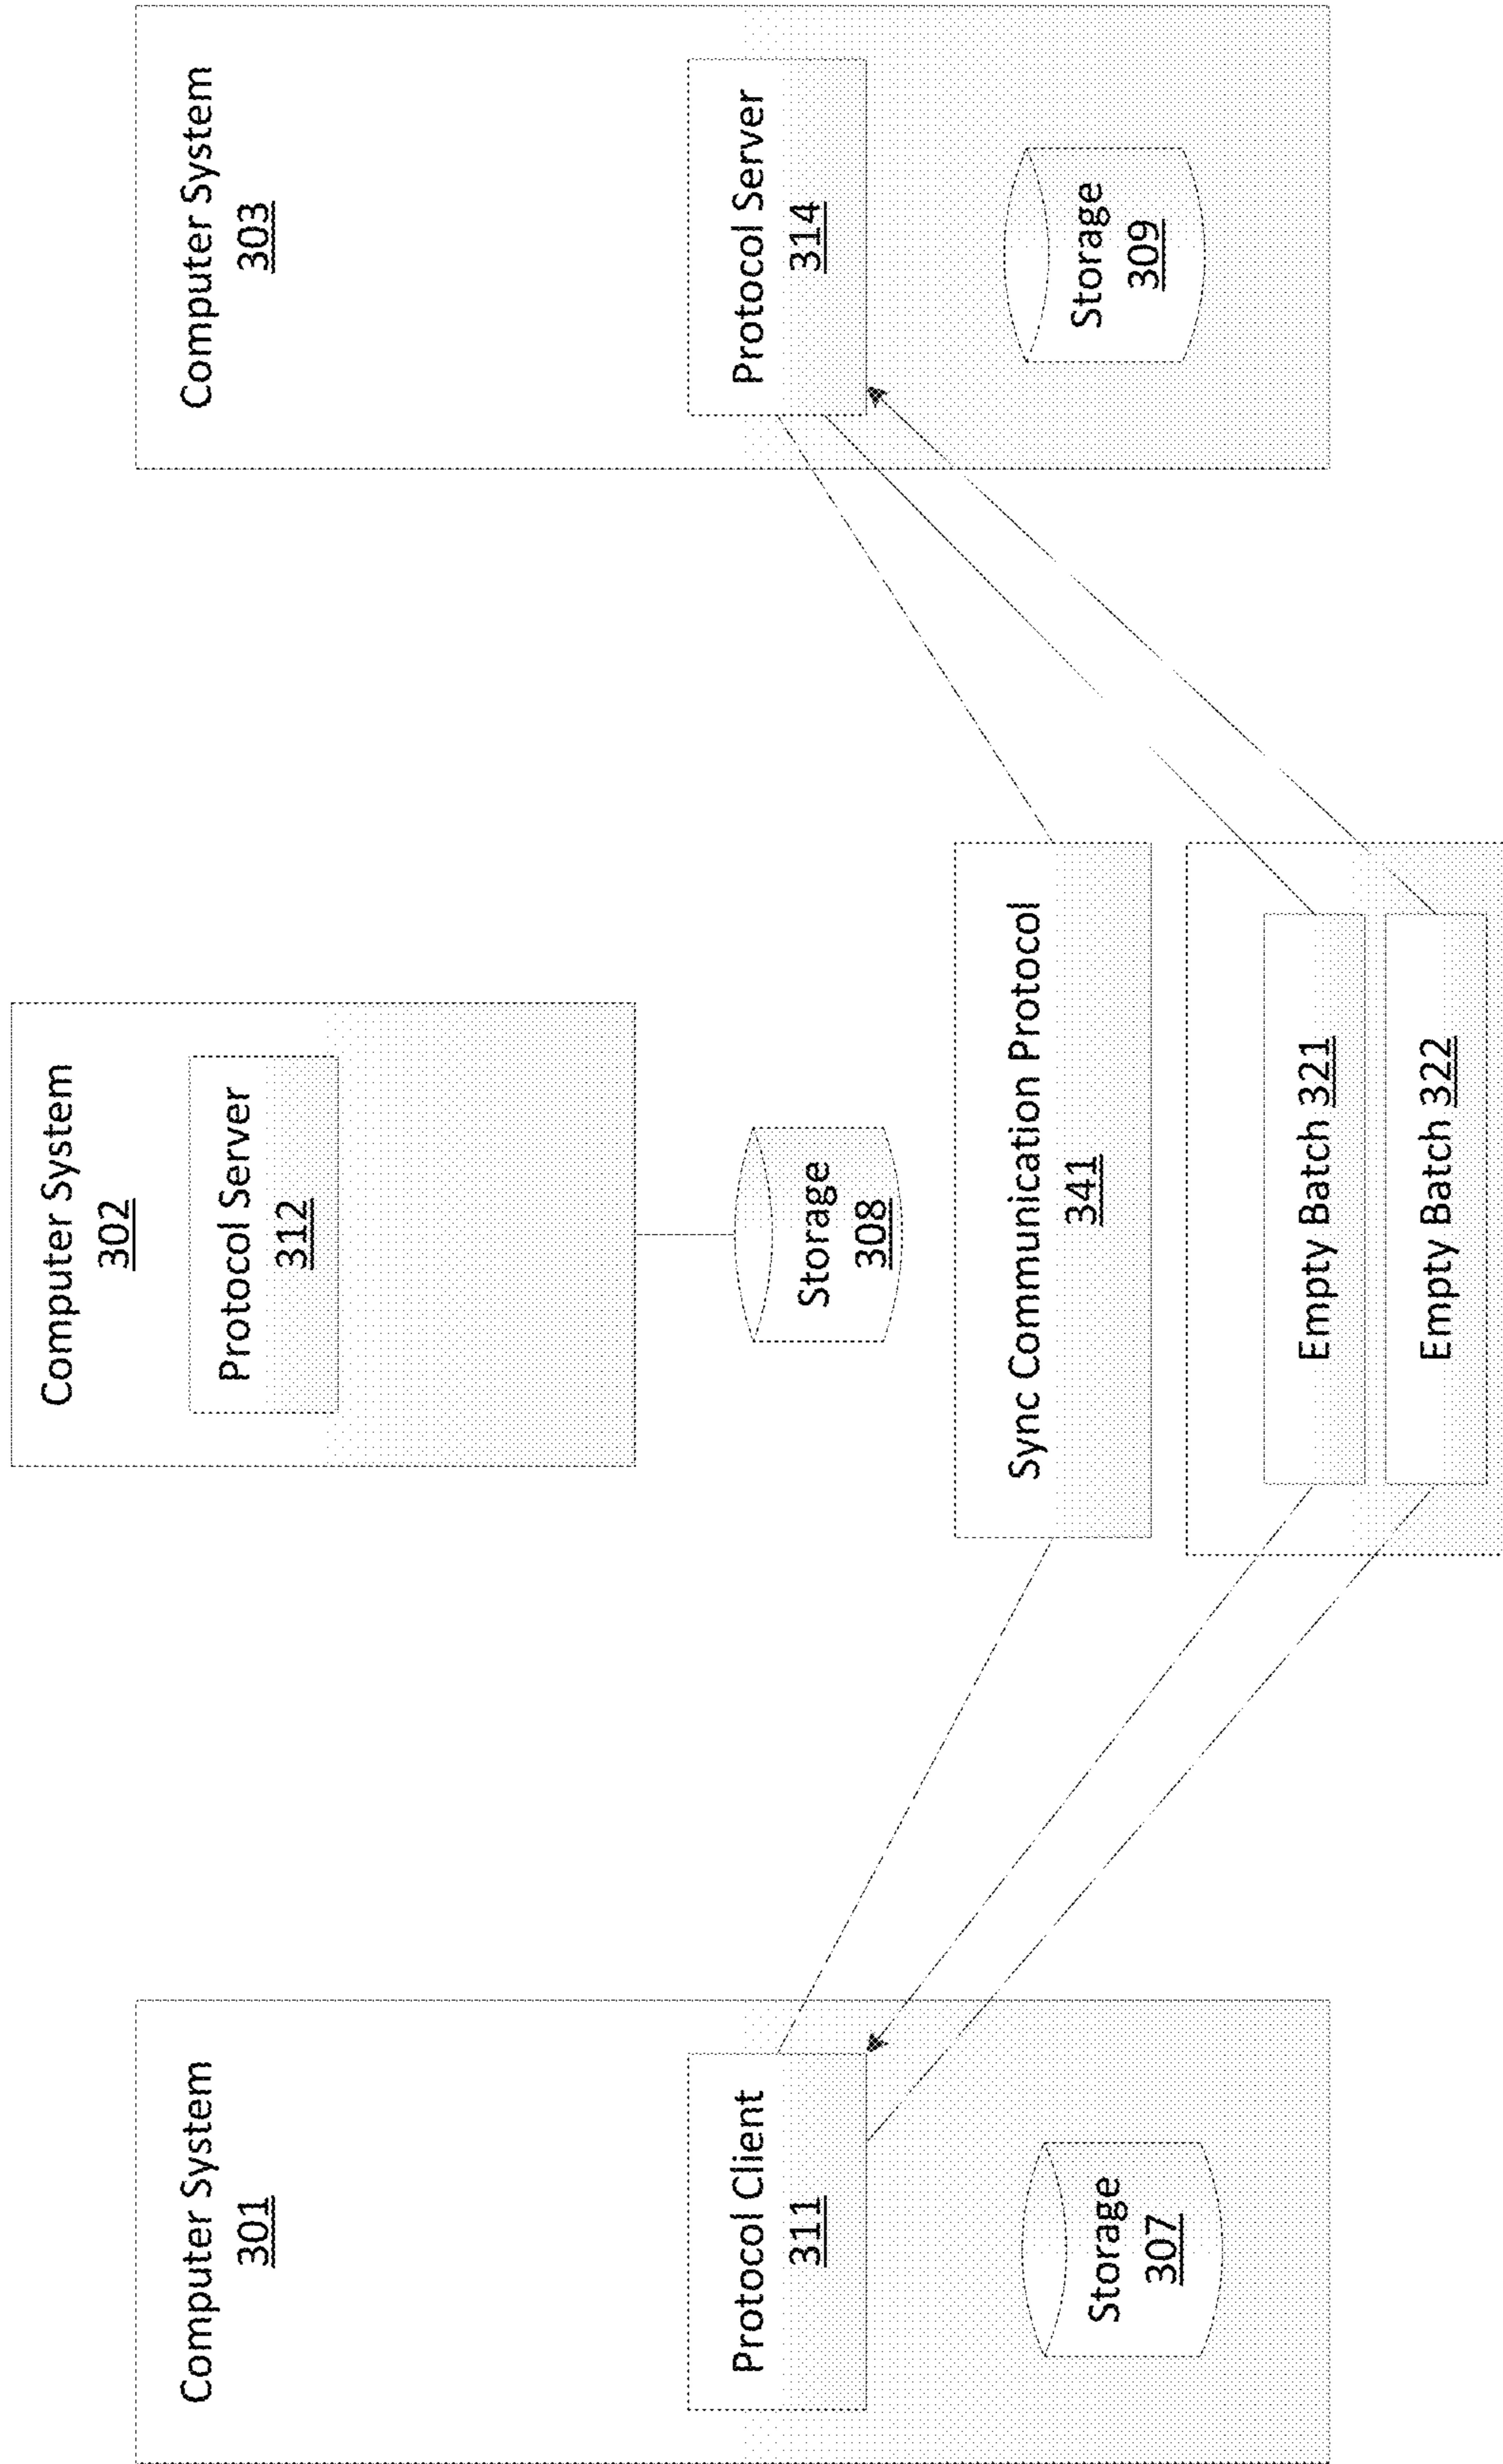 Computer System
301
Protocol Client
311
Storage
307
Computer System
302
Protocol Server
312
Storage
308
Sync Communication Protocol
341
Empty Batch 321
Empty Batch 322
Computer System
303
Protocol Server
314
Storage
309